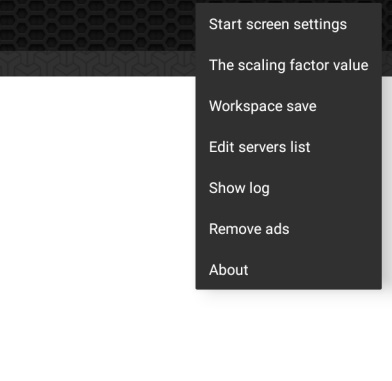 Start screen settings
The scaling factor value
Workspace save
Edit servers list
Show log
Remove ads
About